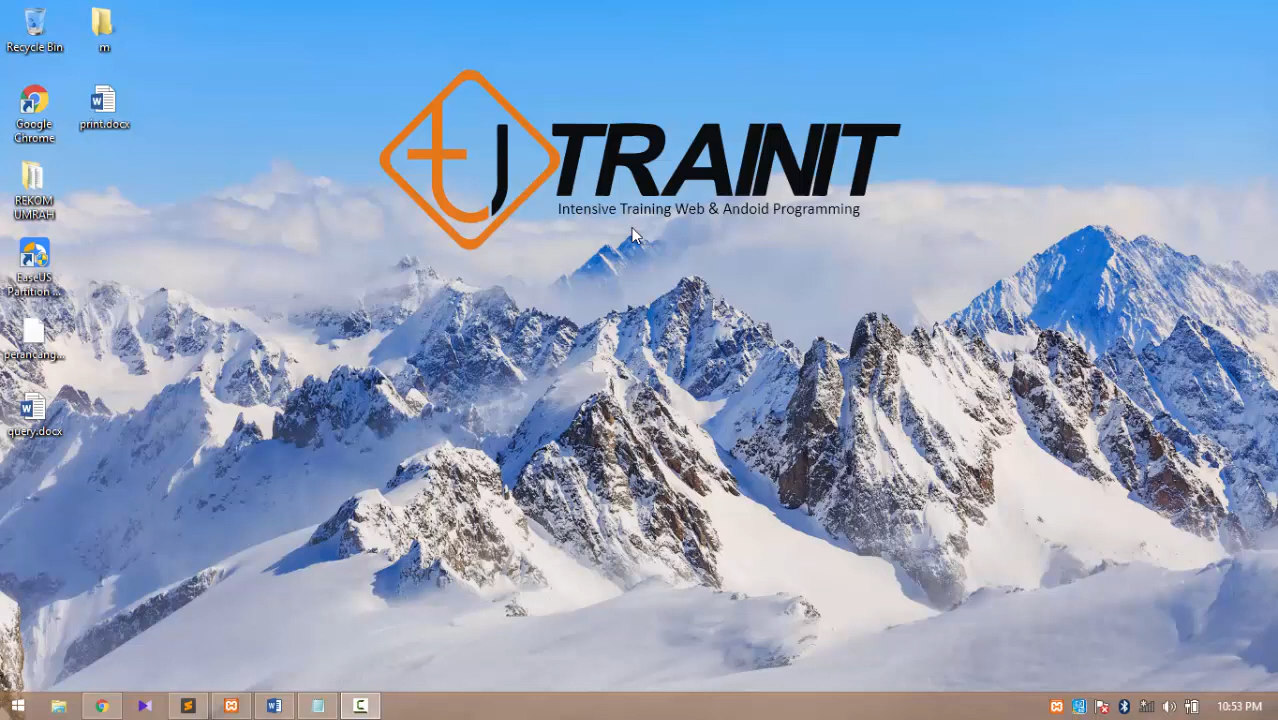 Recycle Bin
m
Google
Chrome
print.docx
REKOM
UMRAH
EaseUS
Partition ...
perancang...
query.docx
tj TRAINIT
Intensive Training Web & Andoid Programming
10:53 PM